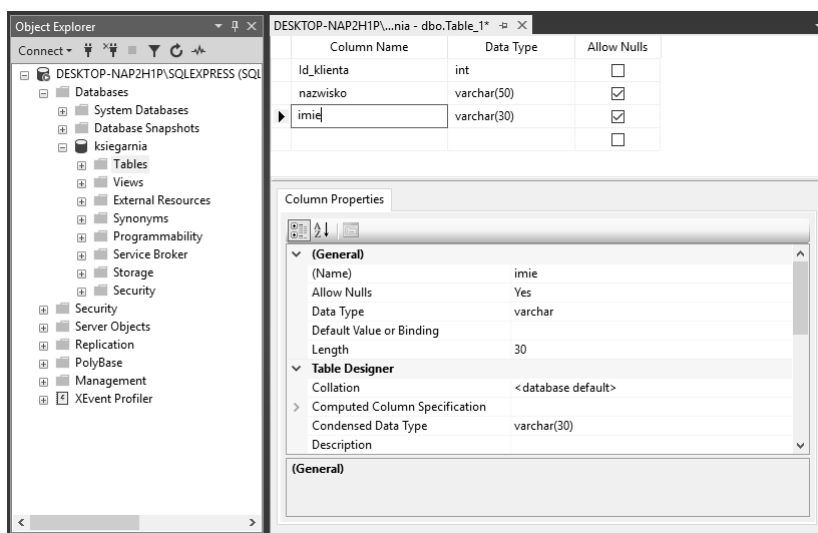 Object Explorer
Connect
DESKTOP-NAP2H1P\SQLEXPRESS (SQL
Databases
System Databases
Database Snapshots
ksiegarnia
Tables
Views
External Resources
Synonyms
Programmability
Service Broker
Storage
Security
Security
Server Objects
Replication
PolyBase
Management
XEvent Profiler
DESKTOP-NAP2H1P\...nia - dbo.Table_1*
Column Name Data Type Allow Nulls
Id_klienta int
nazwisko varchar(50)
imie varchar(30)
Column Properties
(General)
(Name) imie
Allow Nulls Yes
Data Type varchar
Default Value or Binding
Length 30
Table Designer
Collation <database default>
Computed Column Specification
Condensed Data Type varchar(30)
Description
(General)